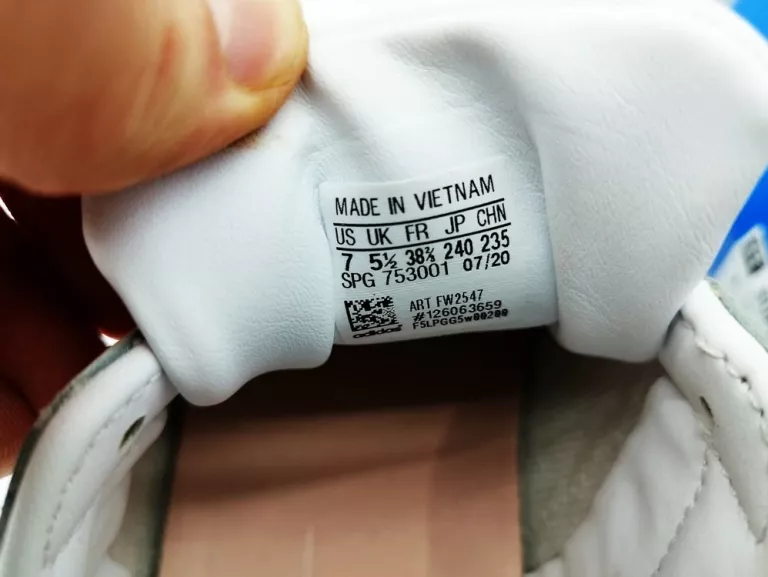 MADE IN VIETNAM
US UK FR JP CHN
7 5½ 38⅔ 240 235
SPG 753001 07/20
ART FW2547
#126063659
F5LPGG5w00200
adidas